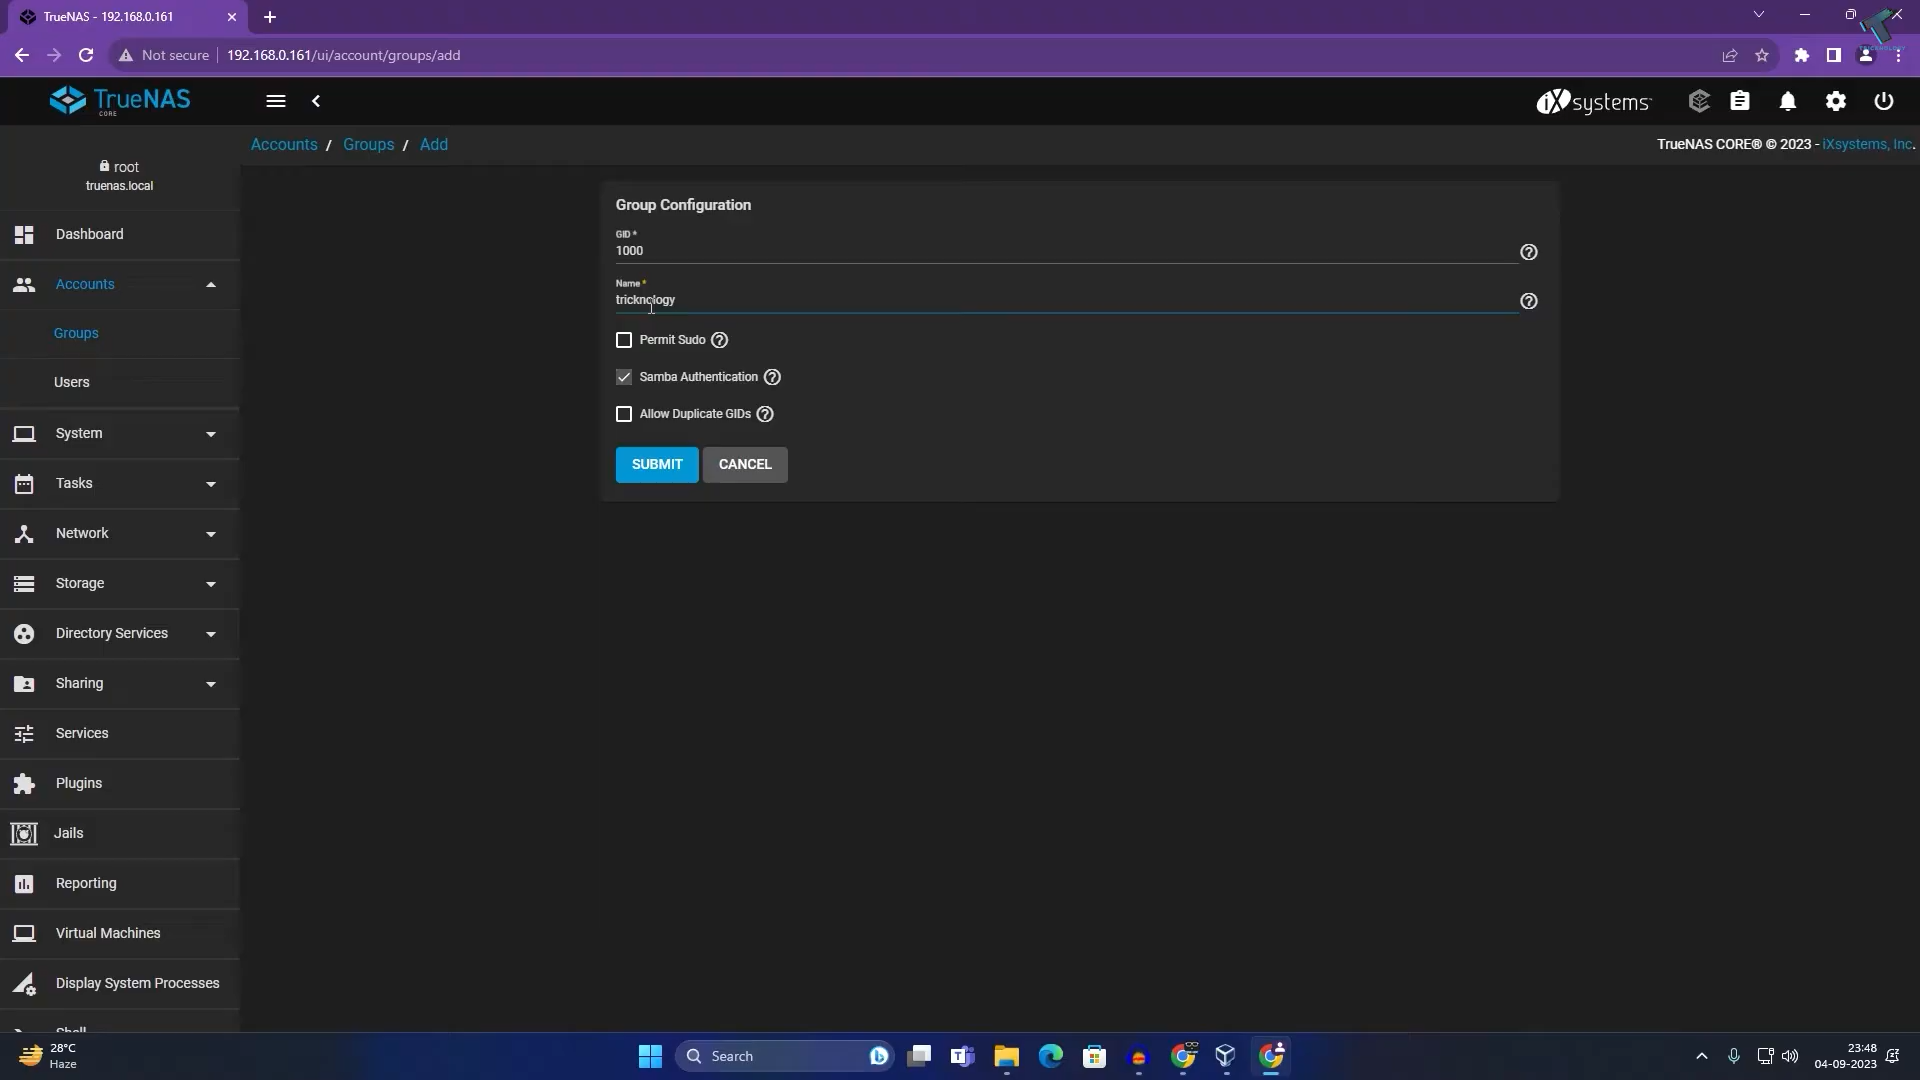 TrueNAS - 192.168.0.161
Not secure
192.168.0.161/ui/account/groups/add
TrueNAS
CORE
iXsystems
Accounts / Groups / Add
TrueNAS CORE® © 2023 - iXsystems, Inc.
root
truenas.local
Dashboard
Accounts
Groups
Users
System
Tasks
Network
Storage
Directory Services
Sharing
Services
Plugins
Jails
Reporting
Virtual Machines
Display System Processes
Shell
Group Configuration
GID *
1000
Name *
tricknology
Permit Sudo
Samba Authentication
Allow Duplicate GIDs
SUBMIT
CANCEL
28°C
Haze
Search
23:48
04-09-2023